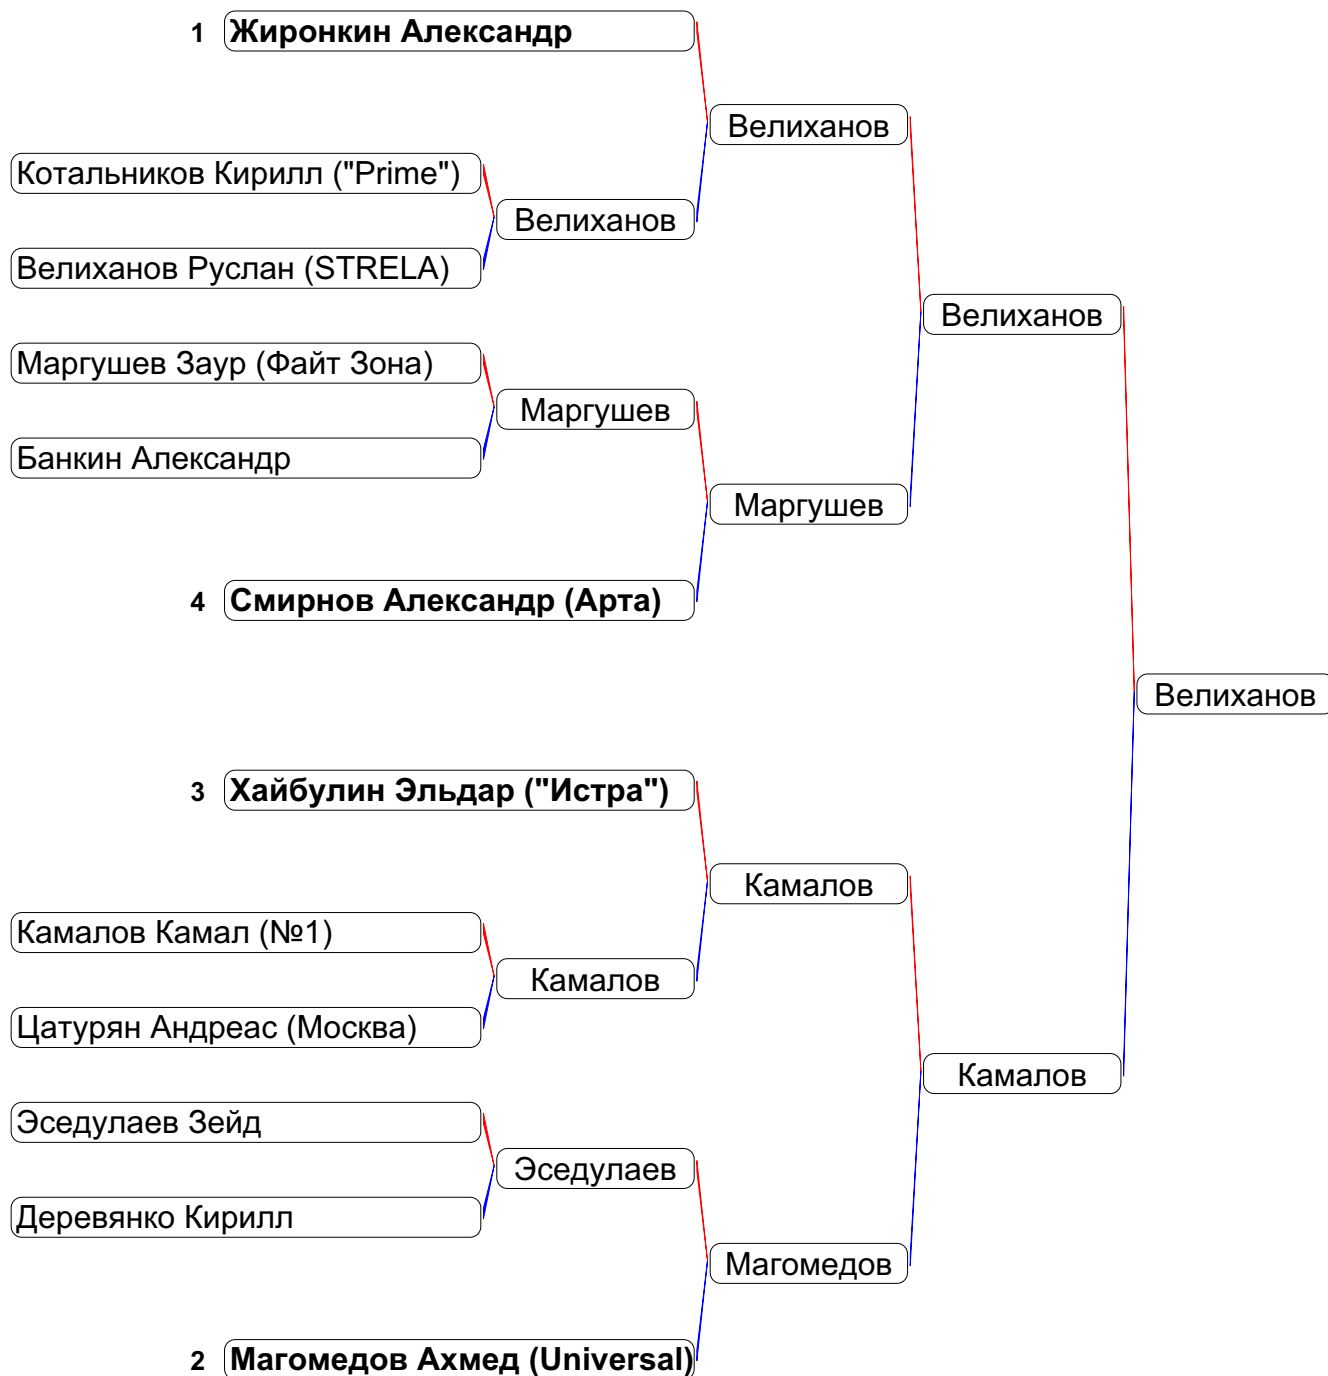 1 Жиронкин Александр
Велиханов
Котальников Кирилл ("Prime")
Велиханов
Велиханов Руслан (STRELA)
Велиханов
Маргушев Заур (Файт Зона)
Маргушев
Банкин Александр
Маргушев
4 Смирнов Александр (Арта)
Велиханов
3 Хайбулин Эльдар ("Истра")
Камалов
Камалов Камал (№1)
Камалов
Цатурян Андреас (Москва)
Камалов
Эседулаев Зейд
Эседулаев
Деревянко Кирилл
Магомедов
2 Магомедов Ахмед (Universal)